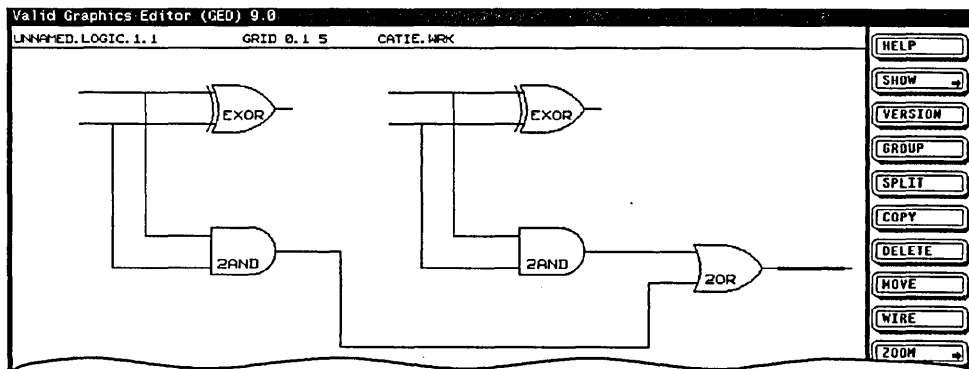 Valid Graphics Editor (GED) 9.0
UNNAMED.LOGIC.1.1 GRID 0.1 5 CATIE.WRK
HELP
SHOW
VERSION
GROUP
SPLIT
COPY
DELETE
MOVE
WIRE
ZOOM
EXOR
EXOR
2AND
2AND
2OR